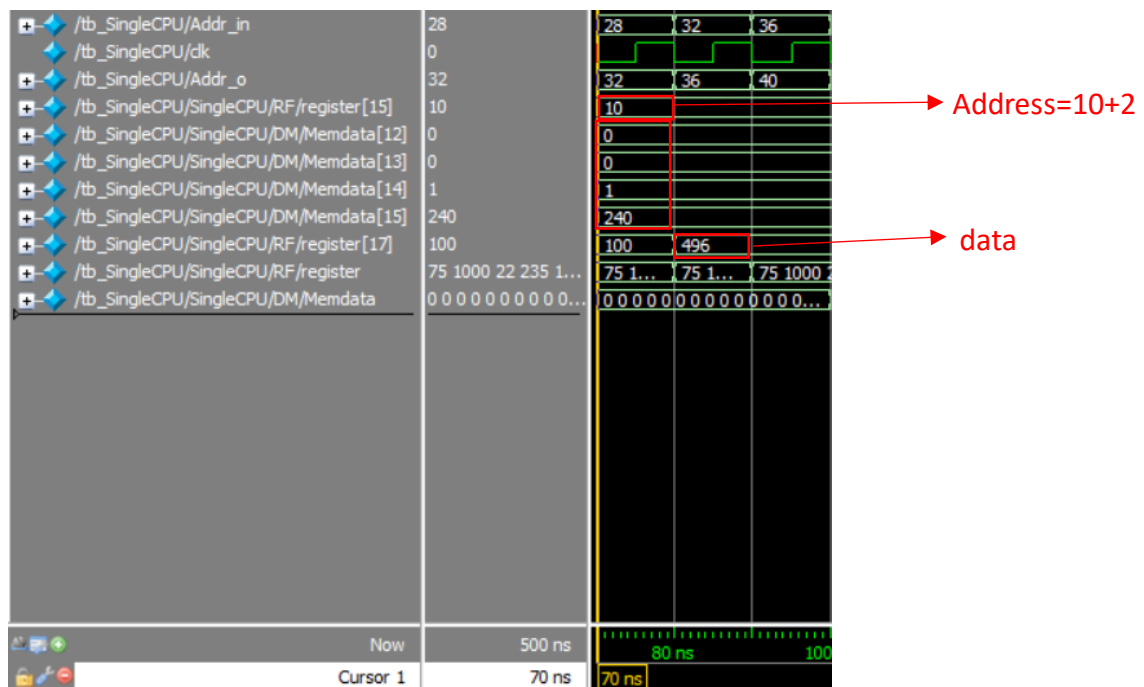 /tb_SingleCPU/Addr_in 28 28 32 36
/tb_SingleCPU/clk 0
/tb_SingleCPU/Addr_o 32 32 36 40
/tb_SingleCPU/SingleCPU/RF/register[15] 10 10 Address=10+2
/tb_SingleCPU/SingleCPU/DM/Memdata[12] 0 0
/tb_SingleCPU/SingleCPU/DM/Memdata[13] 0 0
/tb_SingleCPU/SingleCPU/DM/Memdata[14] 1 1
/tb_SingleCPU/SingleCPU/DM/Memdata[15] 240 240
/tb_SingleCPU/SingleCPU/RF/register[17] 100 100 496 data
/tb_SingleCPU/SingleCPU/RF/register 75 1000 22 235 1... 75 1... 75 1... 75 1000 2
/tb_SingleCPU/SingleCPU/DM/Memdata 0 0 0 0 0 0 0 0 0 0... 0 0 0 0 0 0 0 0 0 0 0 0 0 0...
Now 500 ns 80 ns 100
Cursor 1 70 ns 70 ns